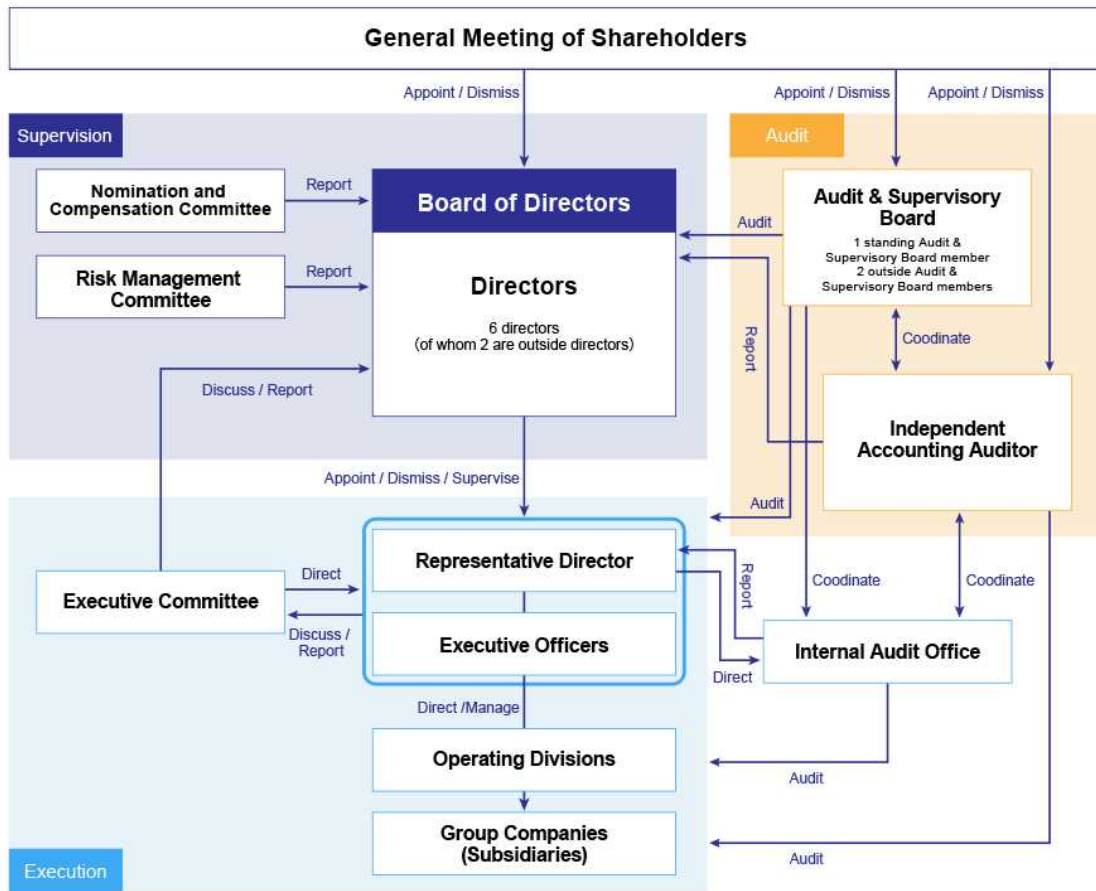 General Meeting of Shareholders
Appoint / Dismiss
Appoint / Dismiss
Appoint / Dismiss
Supervision
Audit
Nomination and
Compensation Committee
Report
Board of Directors
Audit & Supervisory
Board
1 standing Audit &
Supervisory Board member
2 outside Audit &
Supervisory Board members
Audit
Risk Management
Committee
Report
Directors
6 directors
(of whom 2 are outside directors)
Report
Coodinate
Discuss / Report
Independent
Accounting Auditor
Appoint / Dismiss / Supervise
Audit
Representative Director
Report
Coodinate
Coodinate
Executive Committee
Direct
Discuss /
Report
Executive Officers
Internal Audit Office
Direct
Direct /Manage
Operating Divisions
Audit
Group Companies
(Subsidiaries)
Audit
Execution